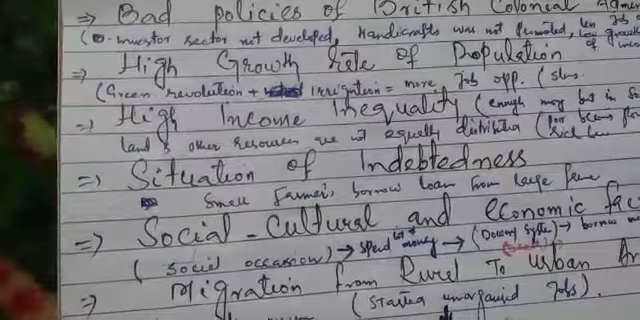 ⇒ Bad policies of British Colonial
(investor sector not developed, Handicrafts was not promoted, less Job
⇒ High Growth Rate of Population
(Green revolution + Irrigation = more Job opp. (
⇒ High Income Inequality (enough may but in
land & other resources are not equally
⇒ Situation of Indebtedness
Small Farmer, borrow loan From large
⇒ Social - Cultural and economic
(Social occasion) → spend lot of money → (Dowry System) → borrow
⇒ Migration from Rural To urban
(Started unorganised Jobs).